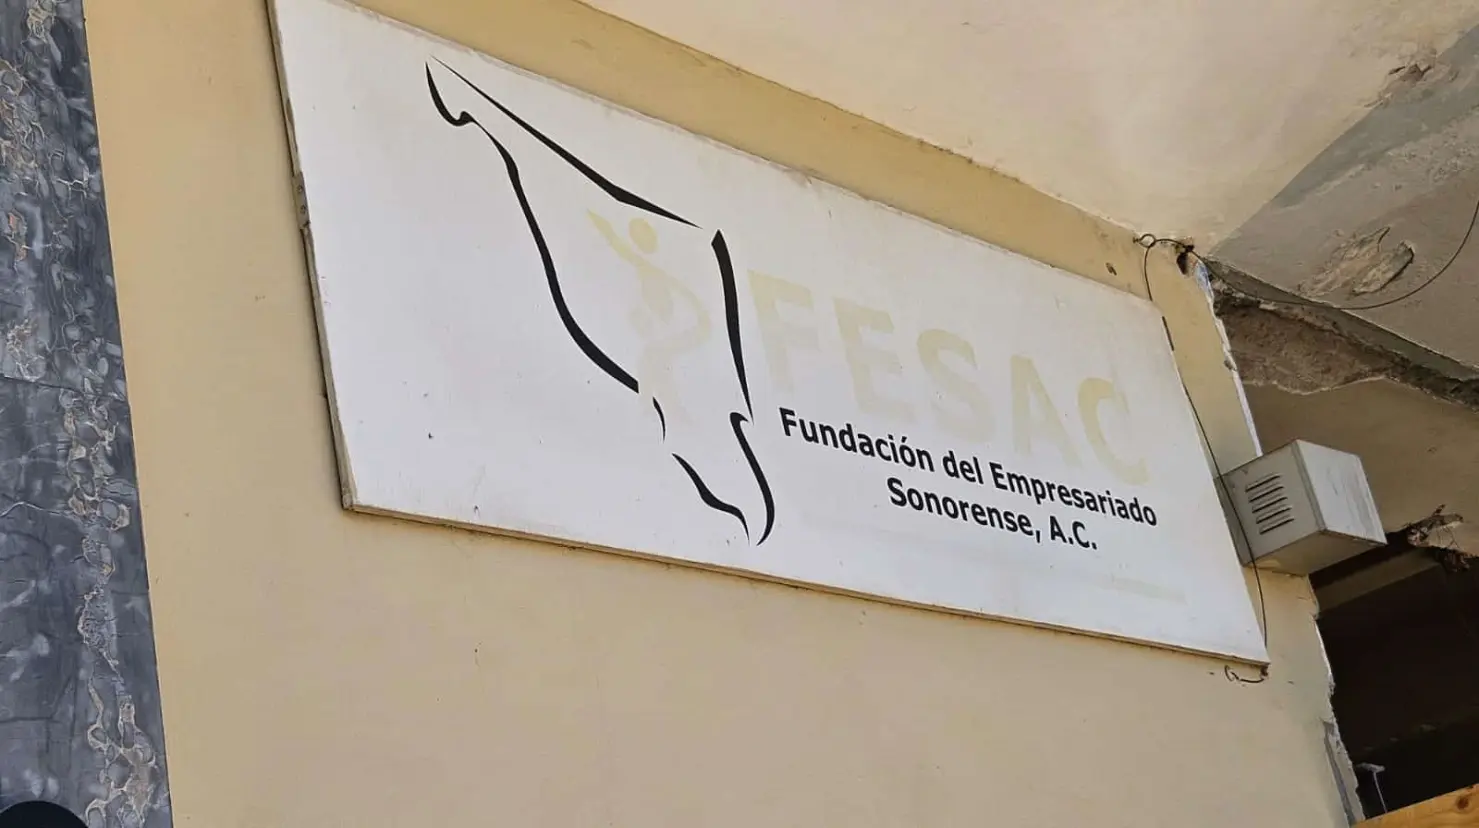 FESAC
Fundación del Empresariado
Sonorense, A.C.